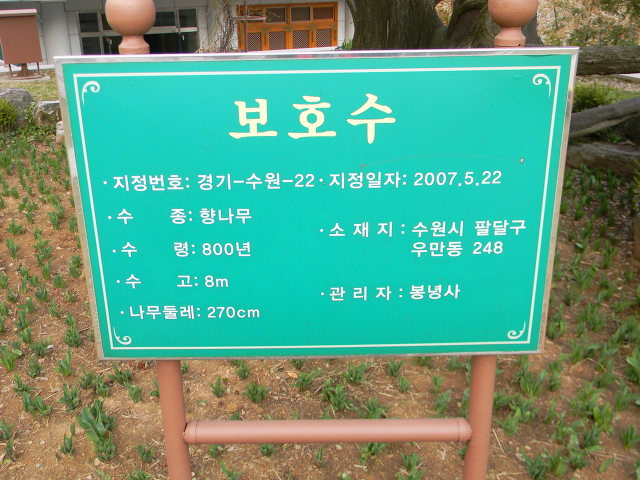 보호수
·지정번호: 경기-수원-22 ·지정일자: 2007.5.22
·수 종: 향나무
·소 재 지 : 수원시 팔달구
우만동 248
·수 령: 800년
·수 고: 8m
·관 리 자 : 봉녕사
·나무둘레: 270cm